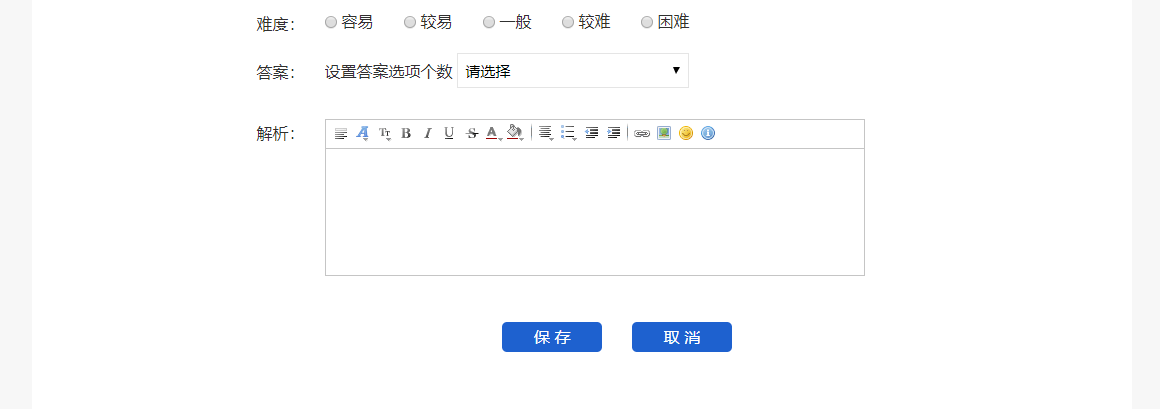 难度： 容易 较易 一般 较难 困难
答案： 设置答案选项个数 请选择
解析：
保 存 取 消